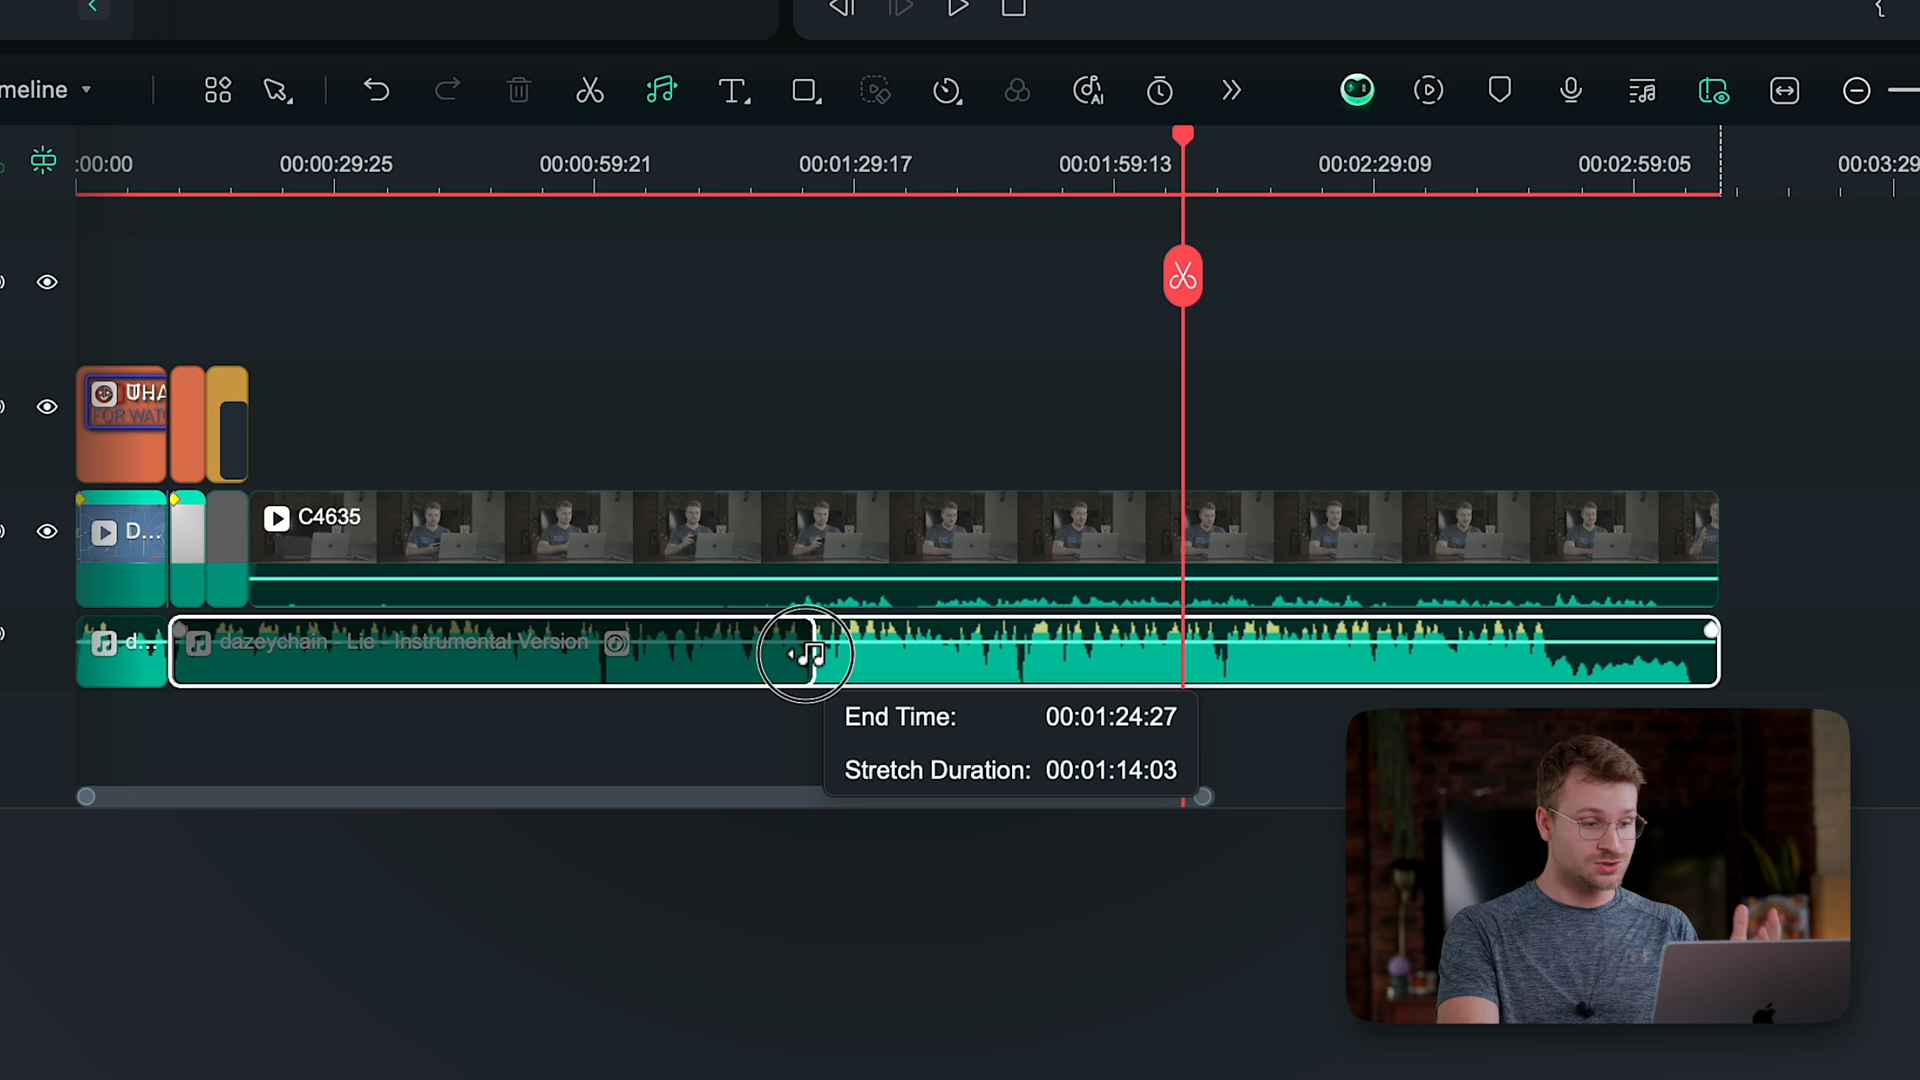 meline
:00:00 00:00:29:25 00:00:59:21 00:01:29:17 00:01:59:13 00:02:29:09 00:02:59:05 00:03:29
FOR WAT
D...
C4635
d...
dazeychain - Lie - Instrumental Version
End Time: 00:01:24:27
Stretch Duration: 00:01:14:03